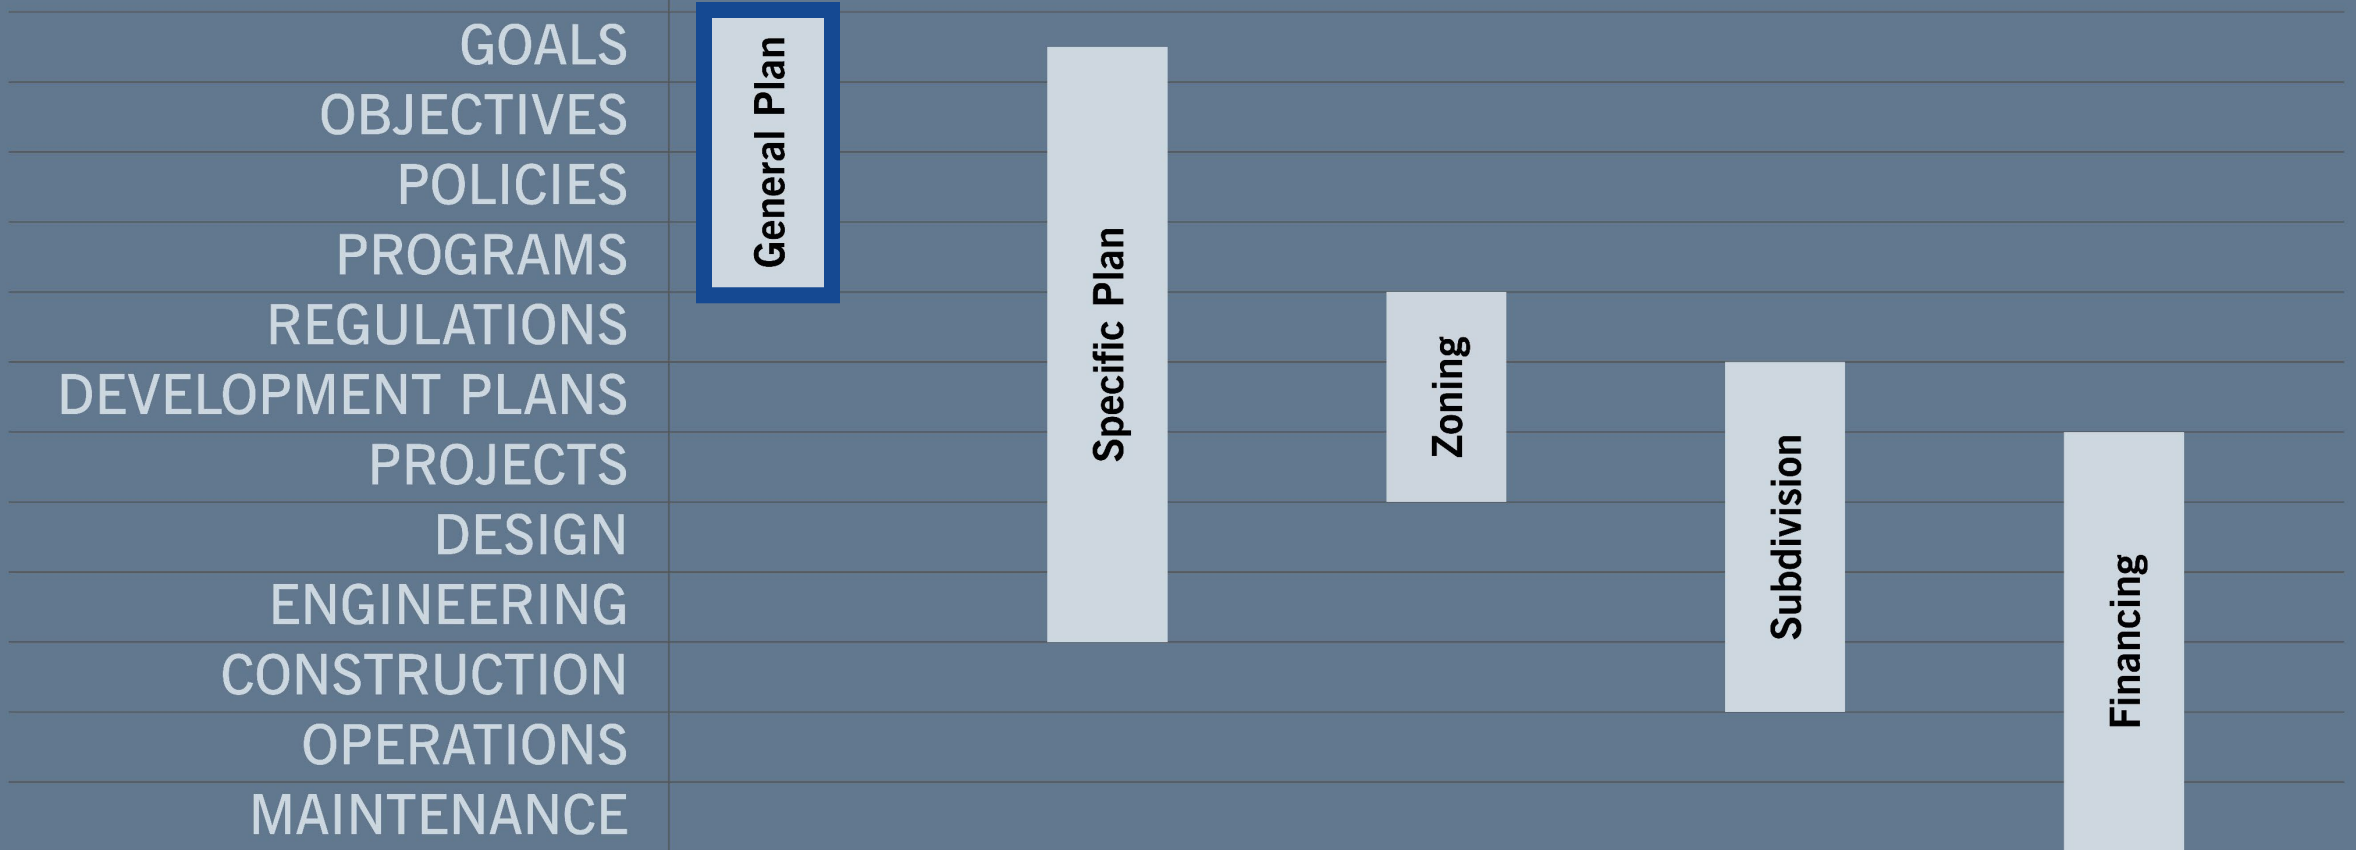 GOALS
OBJECTIVES
POLICIES
PROGRAMS
REGULATIONS
DEVELOPMENT PLANS
PROJECTS
DESIGN
ENGINEERING
CONSTRUCTION
OPERATIONS
MAINTENANCE
General Plan
Specific Plan
Zoning
Subdivision
Financing